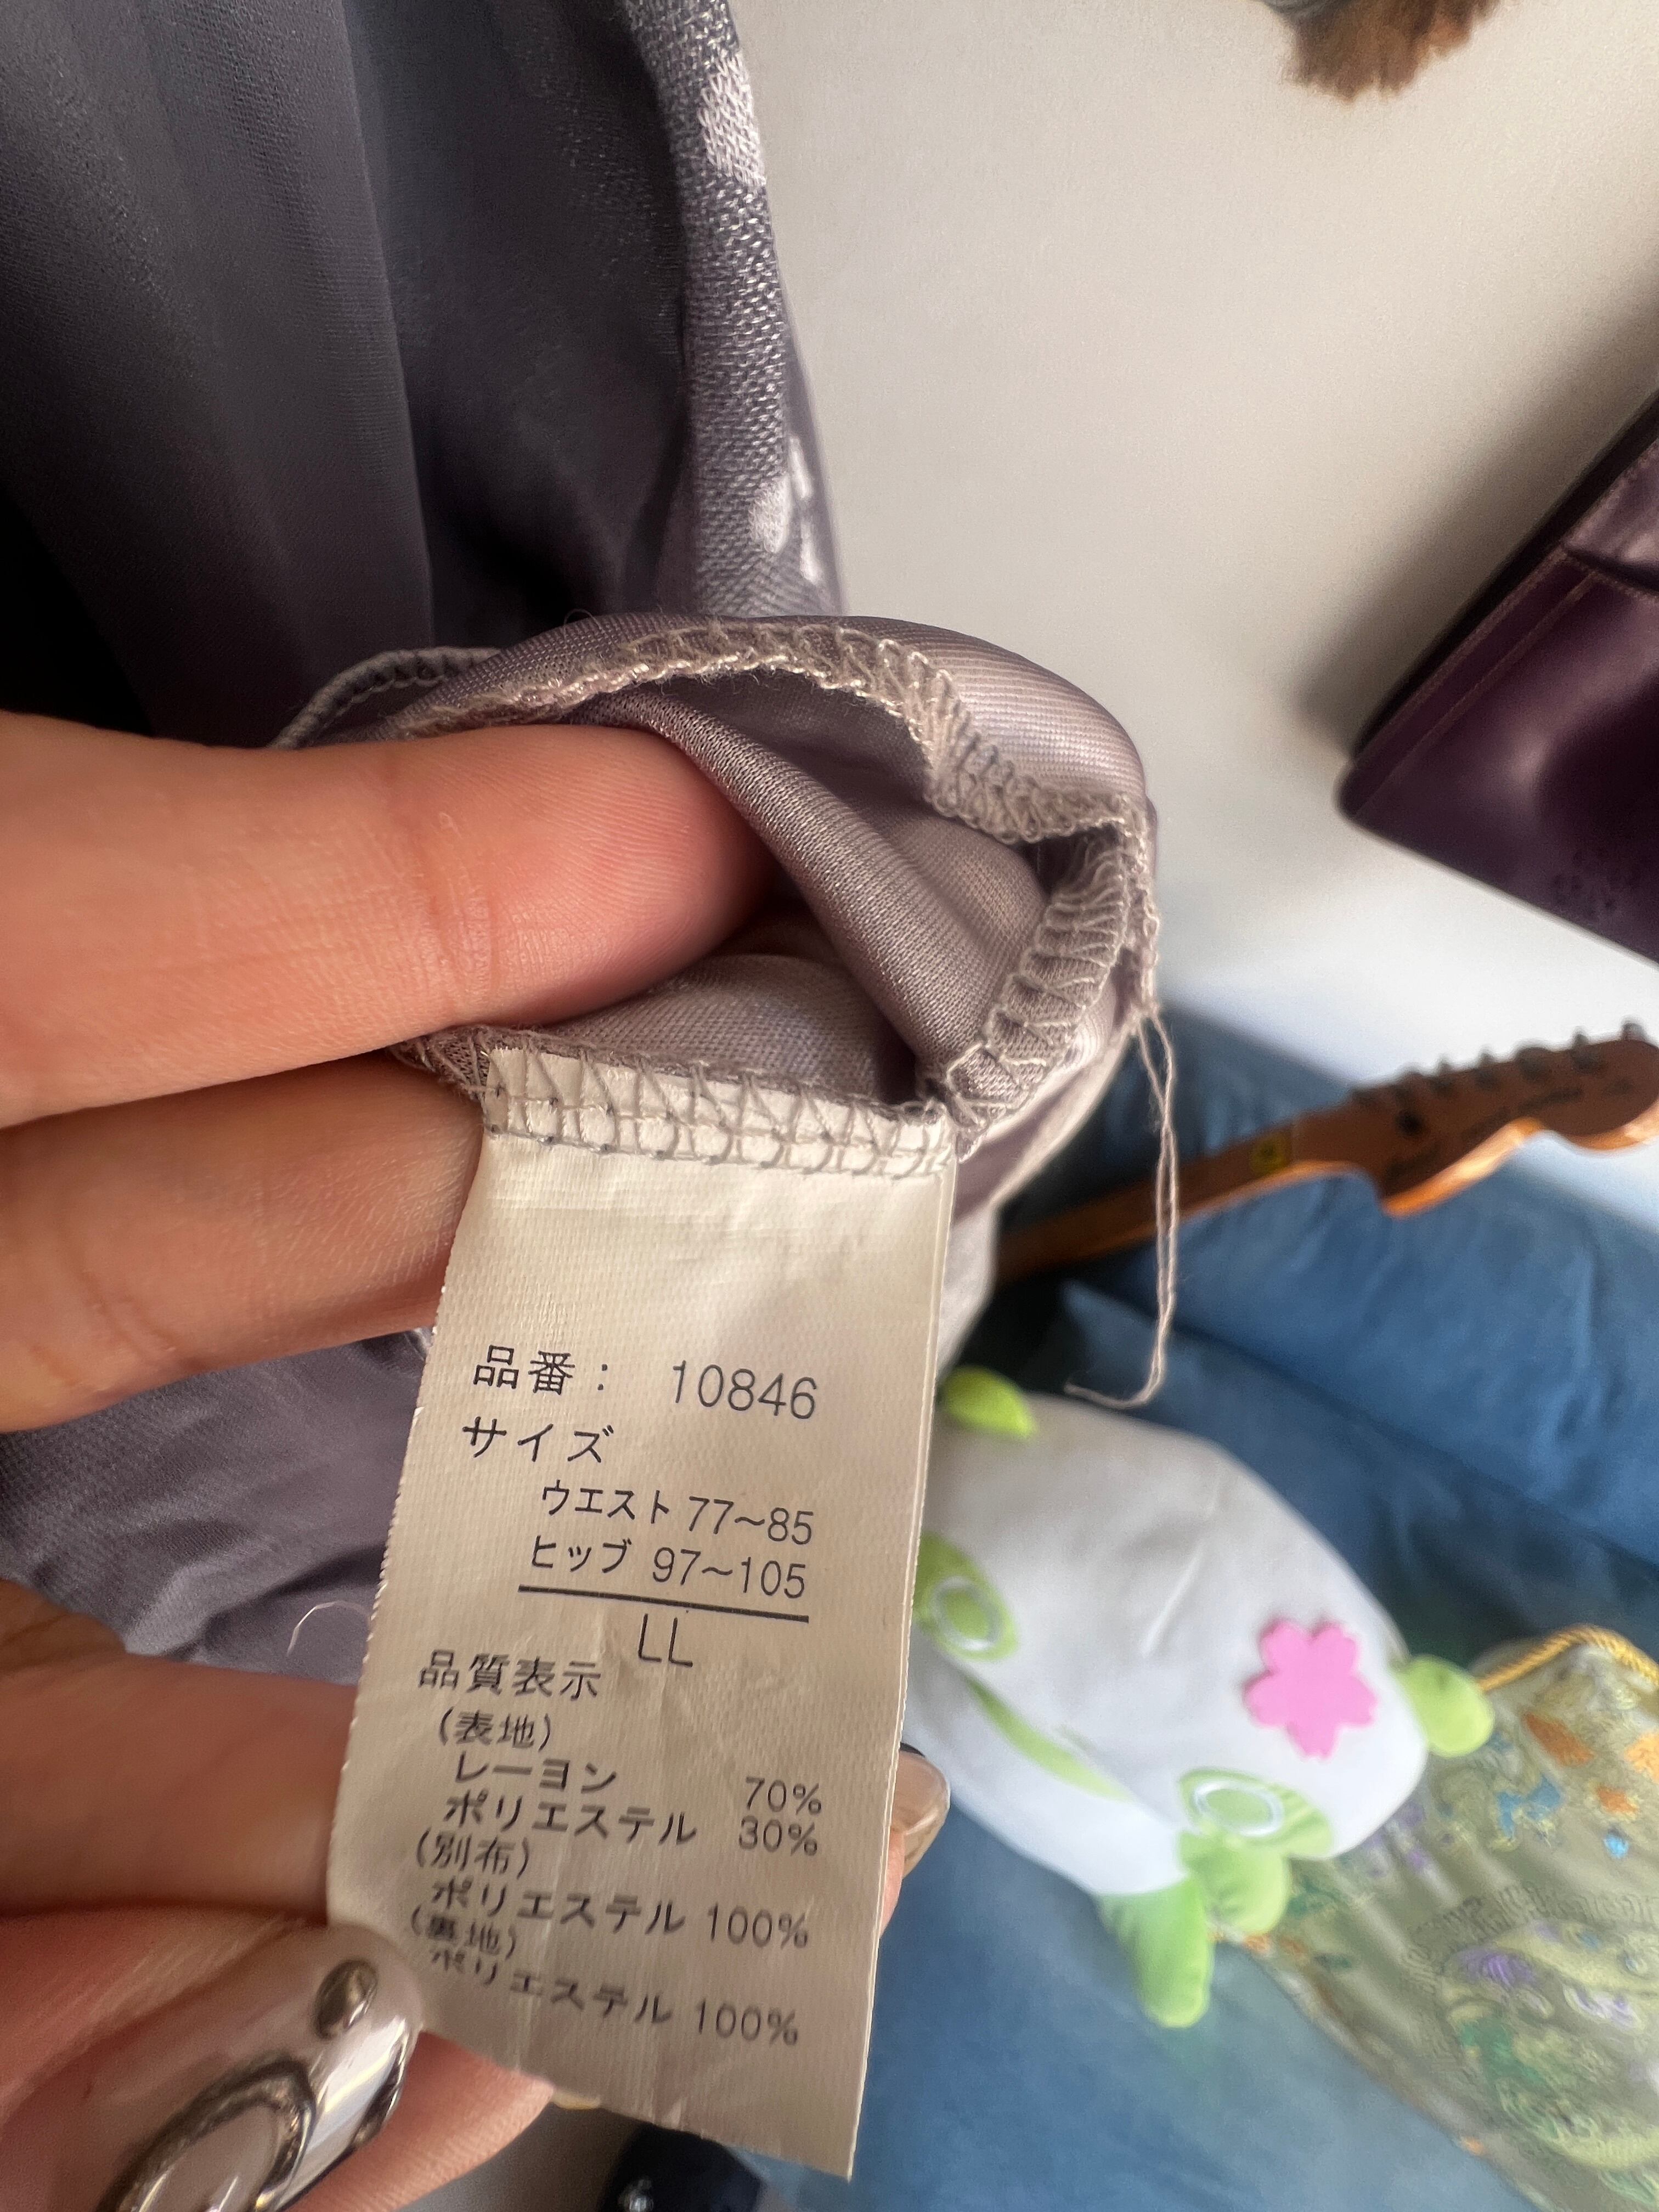 品番： 10846
サイズ
ウエスト 77〜85
ヒップ 97〜105
LL
品質表示
(表地)
レーヨン 70%
ポリエステル 30%
(別布)
ポリエステル 100%
(裏地)
ポリエステル 100%